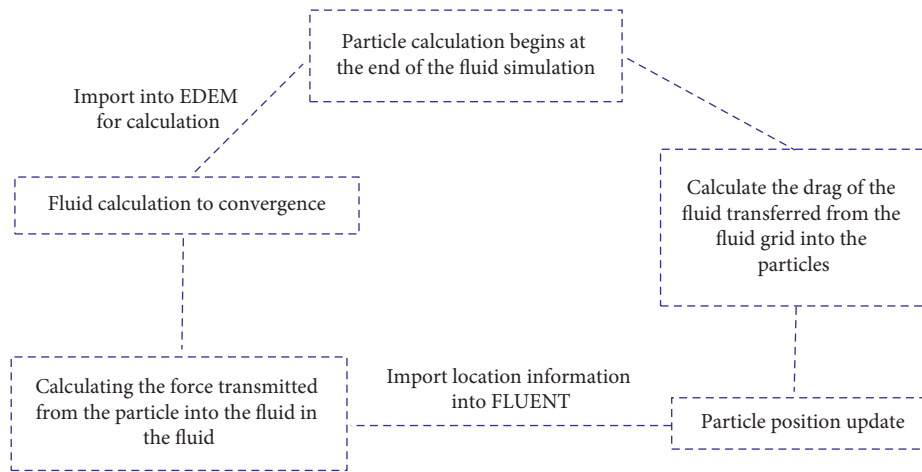 Particle calculation begins at
the end of the fluid simulation
Import into EDEM
for calculation
Fluid calculation to convergence
Calculate the drag of the
fluid transferred from the
fluid grid into the
particles
Calculating the force transmitted
from the particle into the fluid in
the fluid
Import location information
into FLUENT
Particle position update